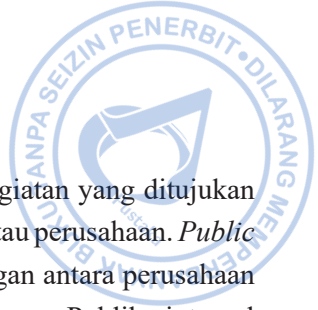 ANPA SEIZIN PENERBIT • DILARANG
giatan yang ditujukan
tau perusahaan. Public
gan antara perusahaan